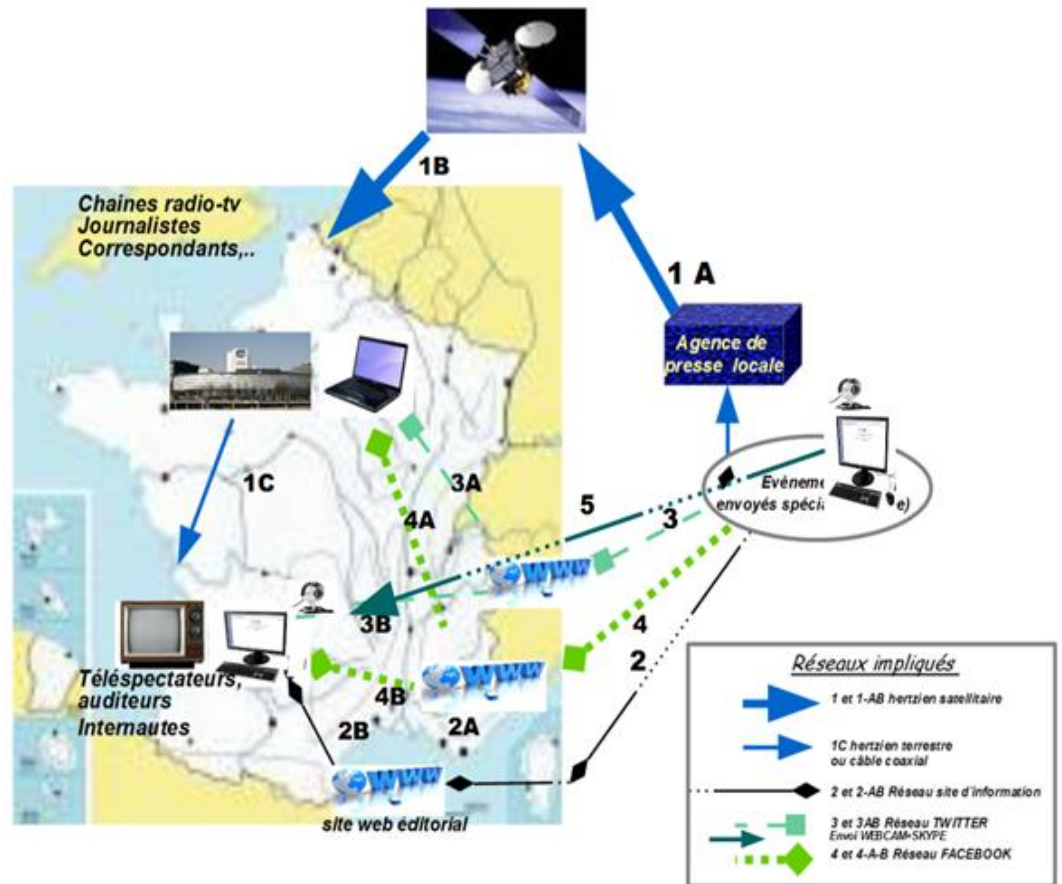 1B
Chaines radio-tv
Journalistes
Correspondants,..
1 A
Agence de
presse locale
1C
3A
4A
5
3
Evéneme
envoyés spécia e)
www
3B
4
2
Téléspectateurs,
auditeurs
Internautes
www
4B
2A
2B
www
site web éditorial
Réseaux impliqués
1 et 1-AB hertzien satellitaire
1C hertzien terrestre
ou câble coaxial
2 et 2-AB Réseau site d'information
3 et 3AB Réseau TWITTER
Envoi WEBCAM+SKYPE
4 et 4-A-B Réseau FACEBOOK